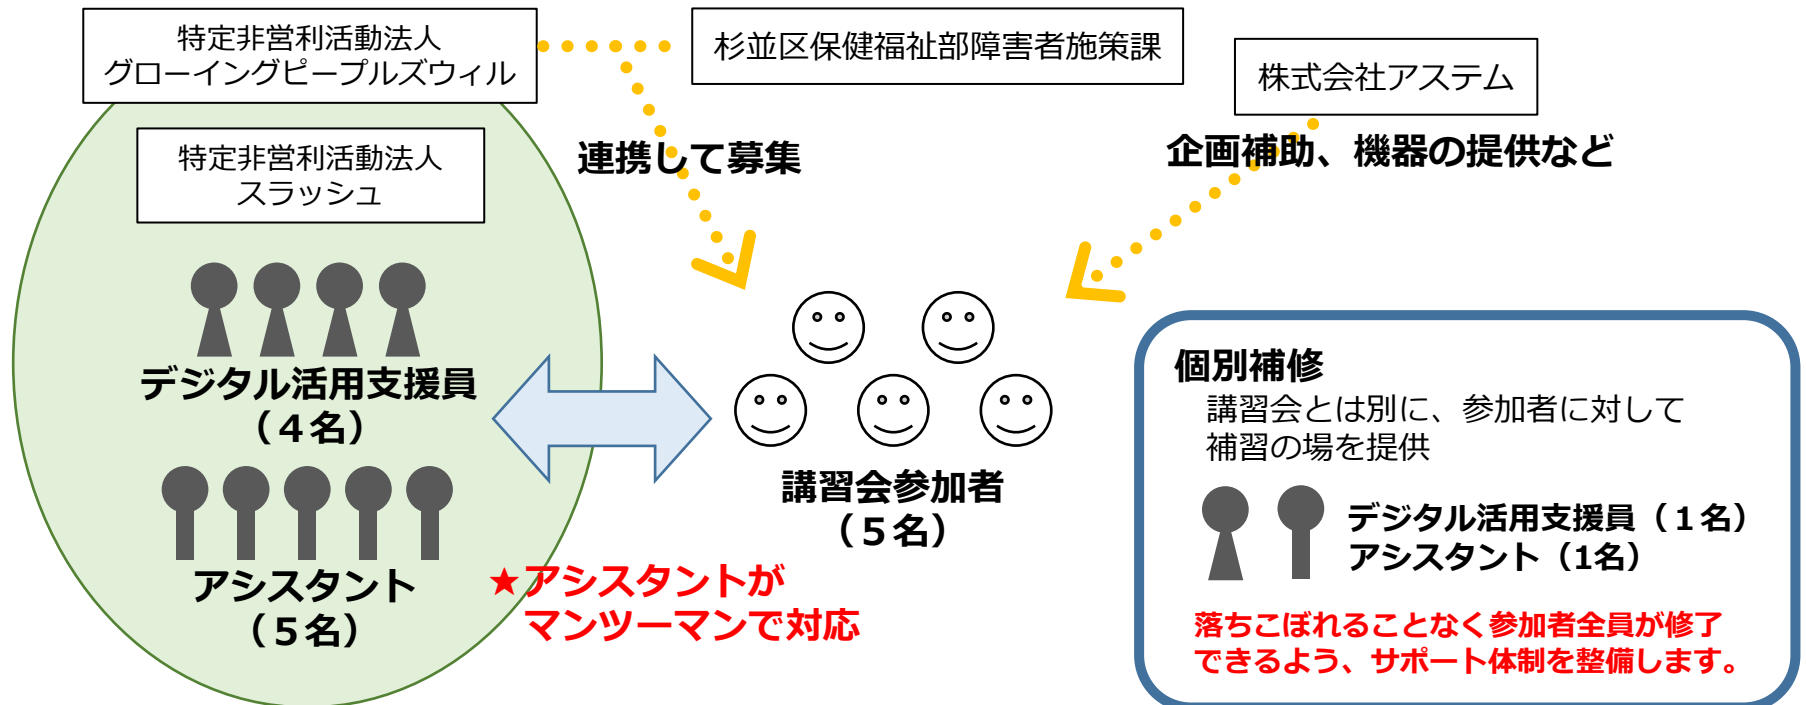 特定非営利活動法人
グローイングピープルズウィル
杉並区保健福祉部障害者施策課
株式会社アステム
特定非営利活動法人
スラッシュ
連携して募集
企画補助、機器の提供など
デジタル活用支援員
（４名）
アシスタント
（５名）
講習会参加者
（５名）
★アシスタントが
マンツーマンで対応
個別補修
講習会とは別に、参加者に対して
補習の場を提供
デジタル活用支援員（１名）
アシスタント（1名）
落ちこぼれることなく参加者全員が修了
できるよう、サポート体制を整備します。